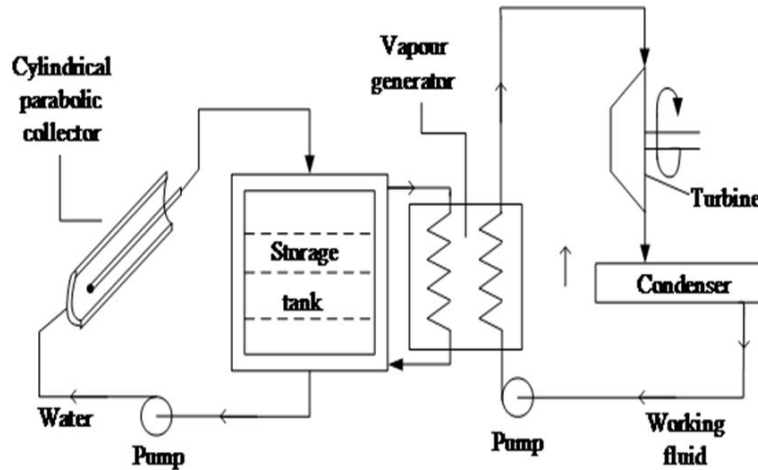 Vapour
generator
Cylindrical
parabolic
collector
Turbine
Storage
tank
Condenser
Water
Pump
Pump
Working
fluid